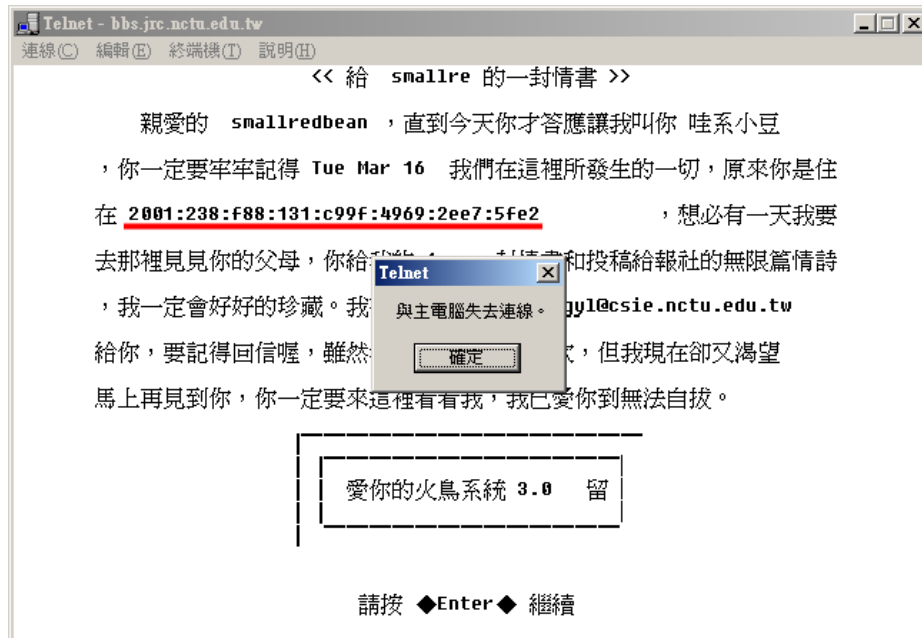 Telnet - bbs.jrc.nctu.edu.tw
連線(C) 編輯(E) 終端機(T) 說明(H)
<< 給 smallre 的一封情書 >>
親愛的 smallredbean ，直到今天你才答應讓我叫你 哇系小豆
，你一定要牢牢記得 Tue Mar 16 我們在這裡所發生的一切，原來你是住
在 2001:238:f88:131:c99f:4969:2ee7:5fe2 ，想必有一天我要
去那裡見見你的父母，你給 和投稿給報社的無限篇情詩
，我一定會好好的珍藏。我 gyl@csie.nctu.edu.tw
給你，要記得回信喔，雖然 ，但我現在卻又渴望
馬上再見到你，你一定要來這裡看看我，我已愛你到無法自拔。
Telnet
與主電腦失去連線。
確定
愛你的火鳥系統 3.0 留
請按 ◆Enter◆ 繼續